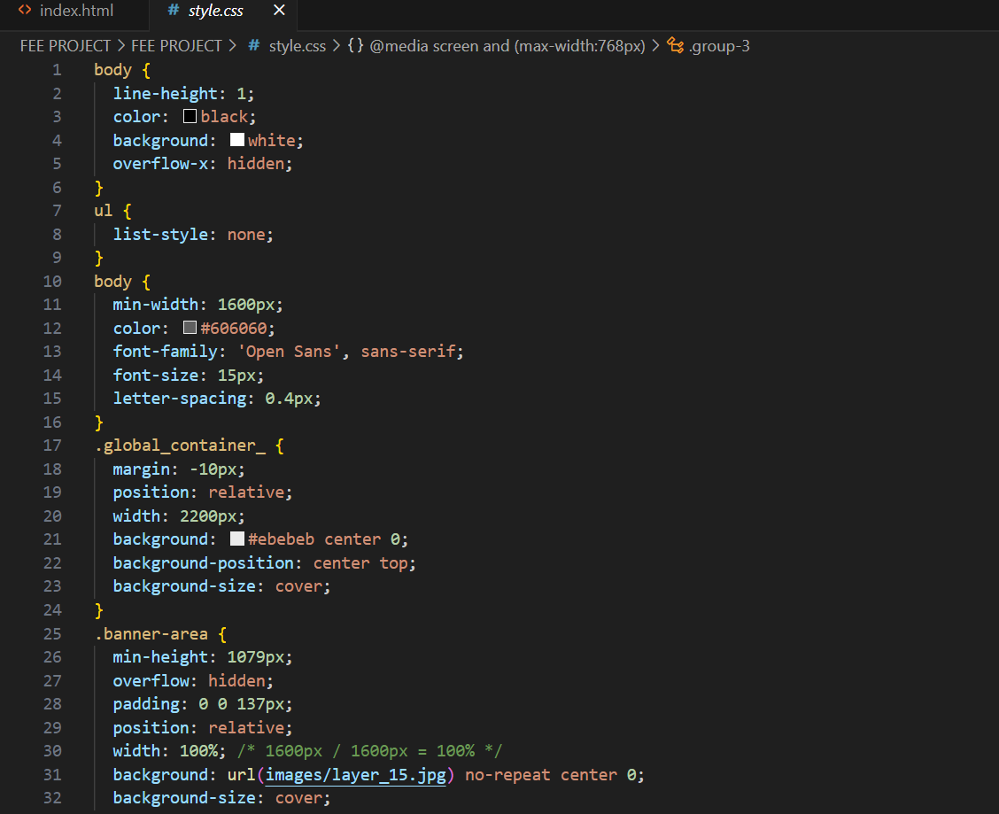 <> index.html # style.css ×
FEE PROJECT > FEE PROJECT > # style.css > {} @media screen and (max-width:768px) > .group-3
1 body {
2   line-height: 1;
3   color: black;
4   background: white;
5   overflow-x: hidden;
6 }
7 ul {
8   list-style: none;
9 }
10 body {
11   min-width: 1600px;
12   color: #606060;
13   font-family: 'Open Sans', sans-serif;
14   font-size: 15px;
15   letter-spacing: 0.4px;
16 }
17 .global_container_ {
18   margin: -10px;
19   position: relative;
20   width: 2200px;
21   background: #ebebeb center 0;
22   background-position: center top;
23   background-size: cover;
24 }
25 .banner-area {
26   min-height: 1079px;
27   overflow: hidden;
28   padding: 0 0 137px;
29   position: relative;
30   width: 100%; /* 1600px / 1600px = 100% */
31   background: url(images/layer_15.jpg) no-repeat center 0;
32   background-size: cover;